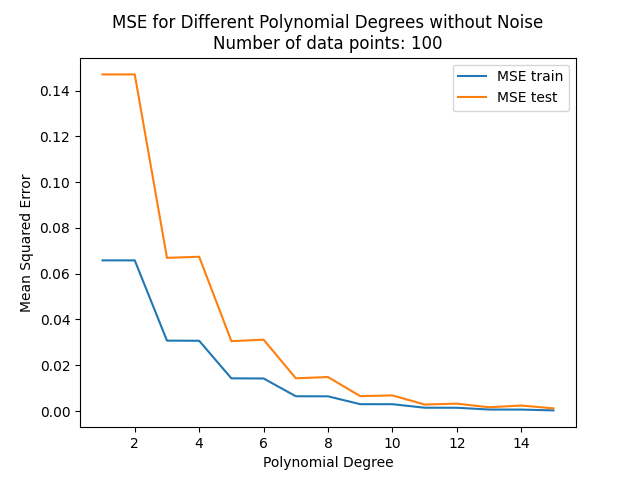 MSE for Different Polynomial Degrees without Noise
Number of data points: 100
MSE train
MSE test
0.14
0.12
0.10
0.08
0.06
0.04
0.02
0.00
Mean Squared Error
2 4 6 8 10 12 14
Polynomial Degree